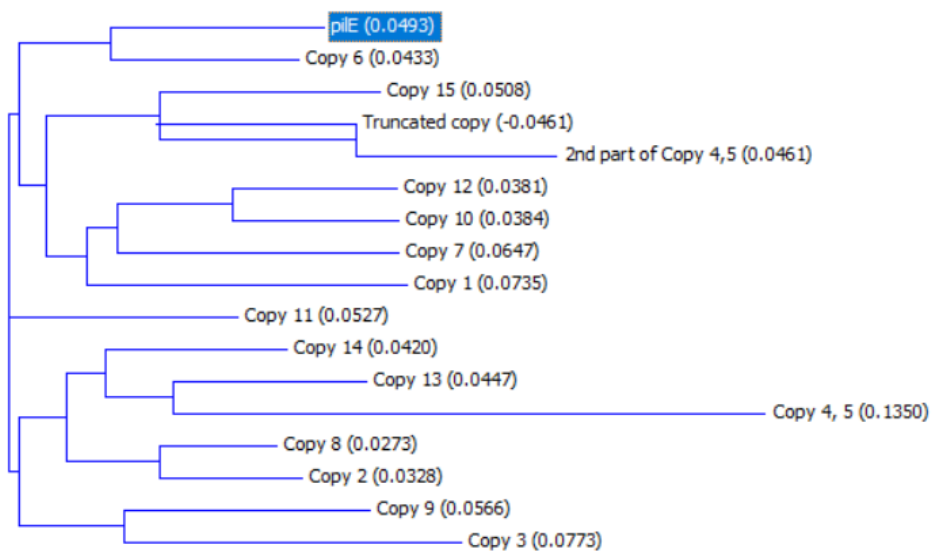 pilE (0.0493)
Copy 6 (0.0433)
Copy 15 (0.0508)
Truncated copy (-0.0461)
2nd part of Copy 4,5 (0.0461)
Copy 12 (0.0381)
Copy 10 (0.0384)
Copy 7 (0.0647)
Copy 1 (0.0735)
Copy 11 (0.0527)
Copy 14 (0.0420)
Copy 13 (0.0447)
Copy 4, 5 (0.1350)
Copy 8 (0.0273)
Copy 2 (0.0328)
Copy 9 (0.0566)
Copy 3 (0.0773)